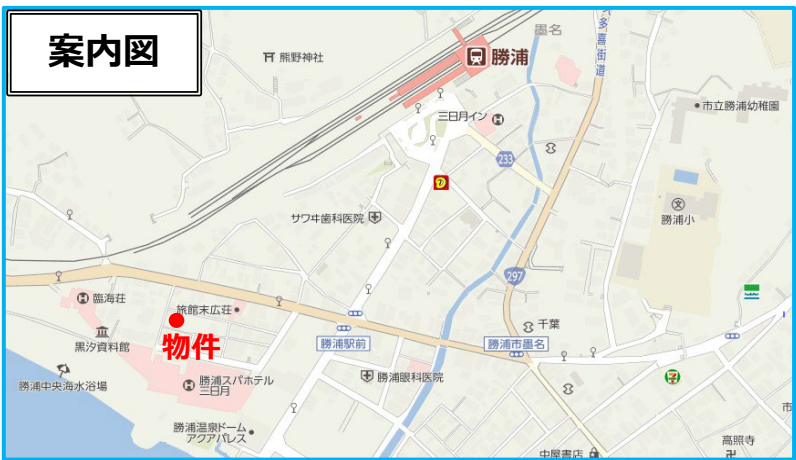 案内図
熊野神社
勝浦
墨名
多喜街道
市立勝浦幼稚園
三日月イン
233
サワヰ歯科医院
文
勝浦小
297
臨海荘
旅館末広荘
千葉
黒汐資料館
物件
勝浦駅前
勝浦市墨名
勝浦中央海水浴場
勝浦スパホテル
三日月
勝浦眼科医院
勝浦温泉ドーム
アクアパレス
中屋書店
高照寺
市